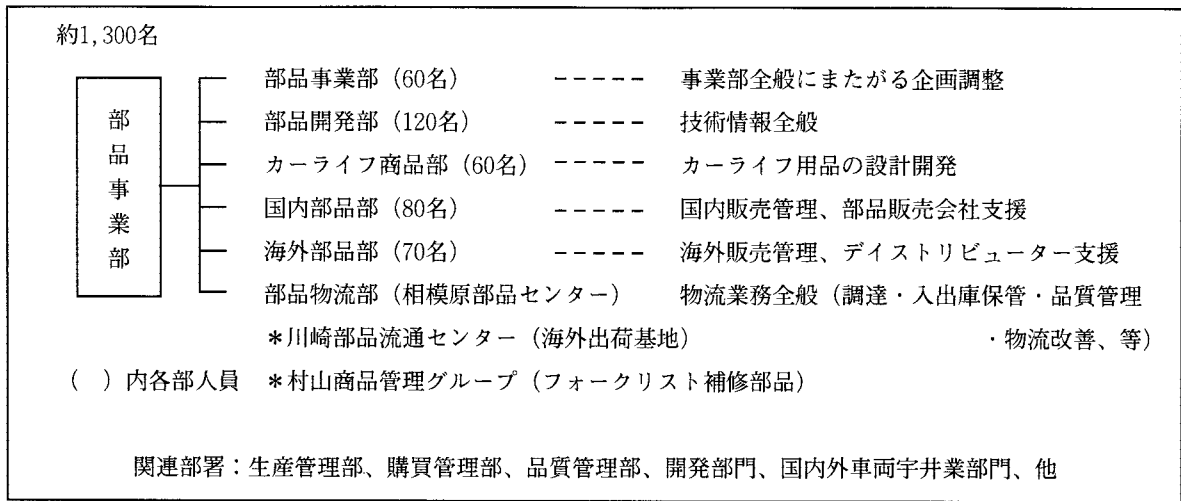 約1,300名
部品事業部
部品事業部（60名） ----- 事業部全般にまたがる企画調整
部品開発部（120名） ----- 技術情報全般
カーライフ商品部（60名） ----- カーライフ用品の設計開発
国内部品部（80名） ----- 国内販売管理、部品販売会社支援
海外部品部（70名） ----- 海外販売管理、デイストリビューター支援
部品物流部（相模原部品センター） 物流業務全般（調達・入出庫保管・品質管理
＊川崎部品流通センター（海外出荷基地） ・物流改善、等）
（ ）内各部人員 ＊村山商品管理グループ（フォークリスト補修部品）
関連部署：生産管理部、購買管理部、品質管理部、開発部門、国内外車両宇井業部門、他